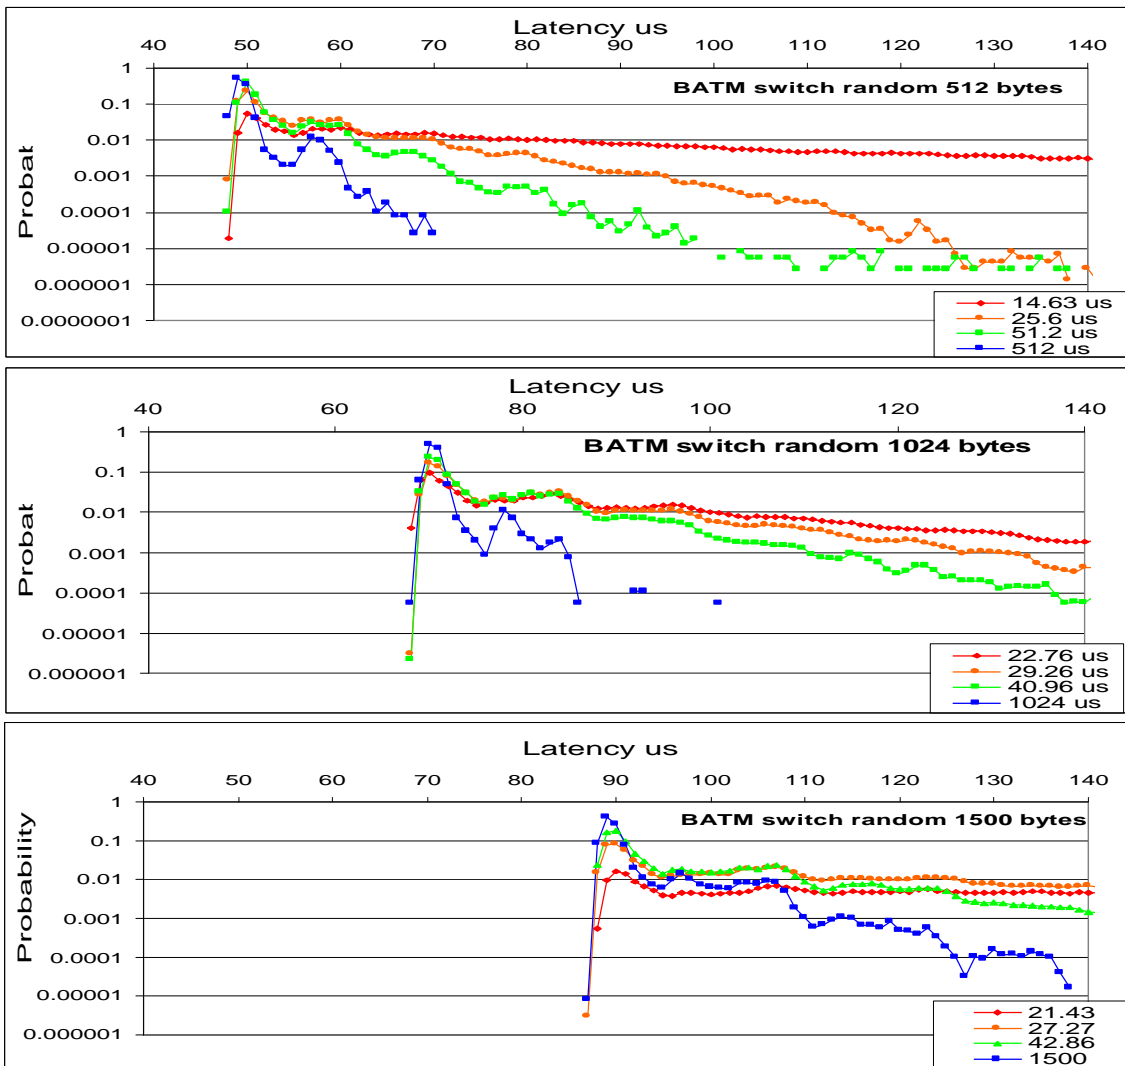 Latency us
40 50 60 70 80 90 100 110 120 130 140
BATM switch random 512 bytes
Probat
1
0.1
0.01
0.001
0.0001
0.00001
0.000001
0.0000001
14.63 us
25.6 us
51.2 us
512 us
Latency us
40 60 80 100 120 140
BATM switch random 1024 bytes
Probat
1
0.1
0.01
0.001
0.0001
0.00001
0.000001
22.76 us
29.26 us
40.96 us
1024 us
Latency us
40 50 60 70 80 90 100 110 120 130 140
BATM switch random 1500 bytes
Probability
1
0.1
0.01
0.001
0.0001
0.00001
0.000001
21.43
27.27
42.86
1500